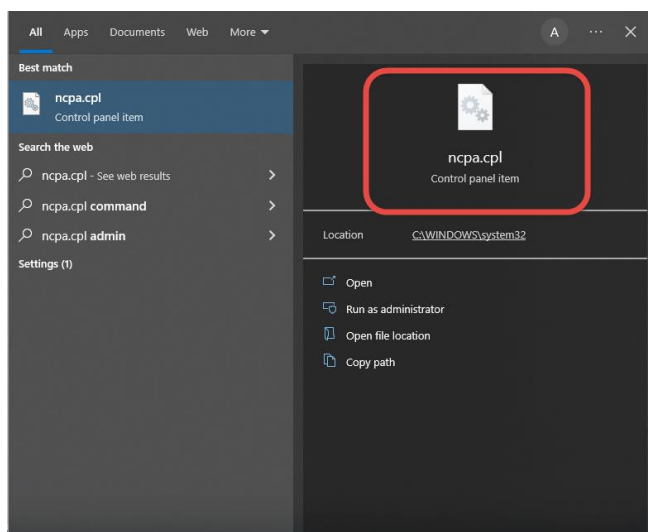 All Apps Documents Web More A
Best match
ncpa.cpl
Control panel item
Search the web
ncpa.cpl - See web results
ncpa.cpl command
ncpa.cpl admin
Settings (1)
ncpa.cpl
Control panel item
Location C:\WINDOWS\system32
Open
Run as administrator
Open file location
Copy path